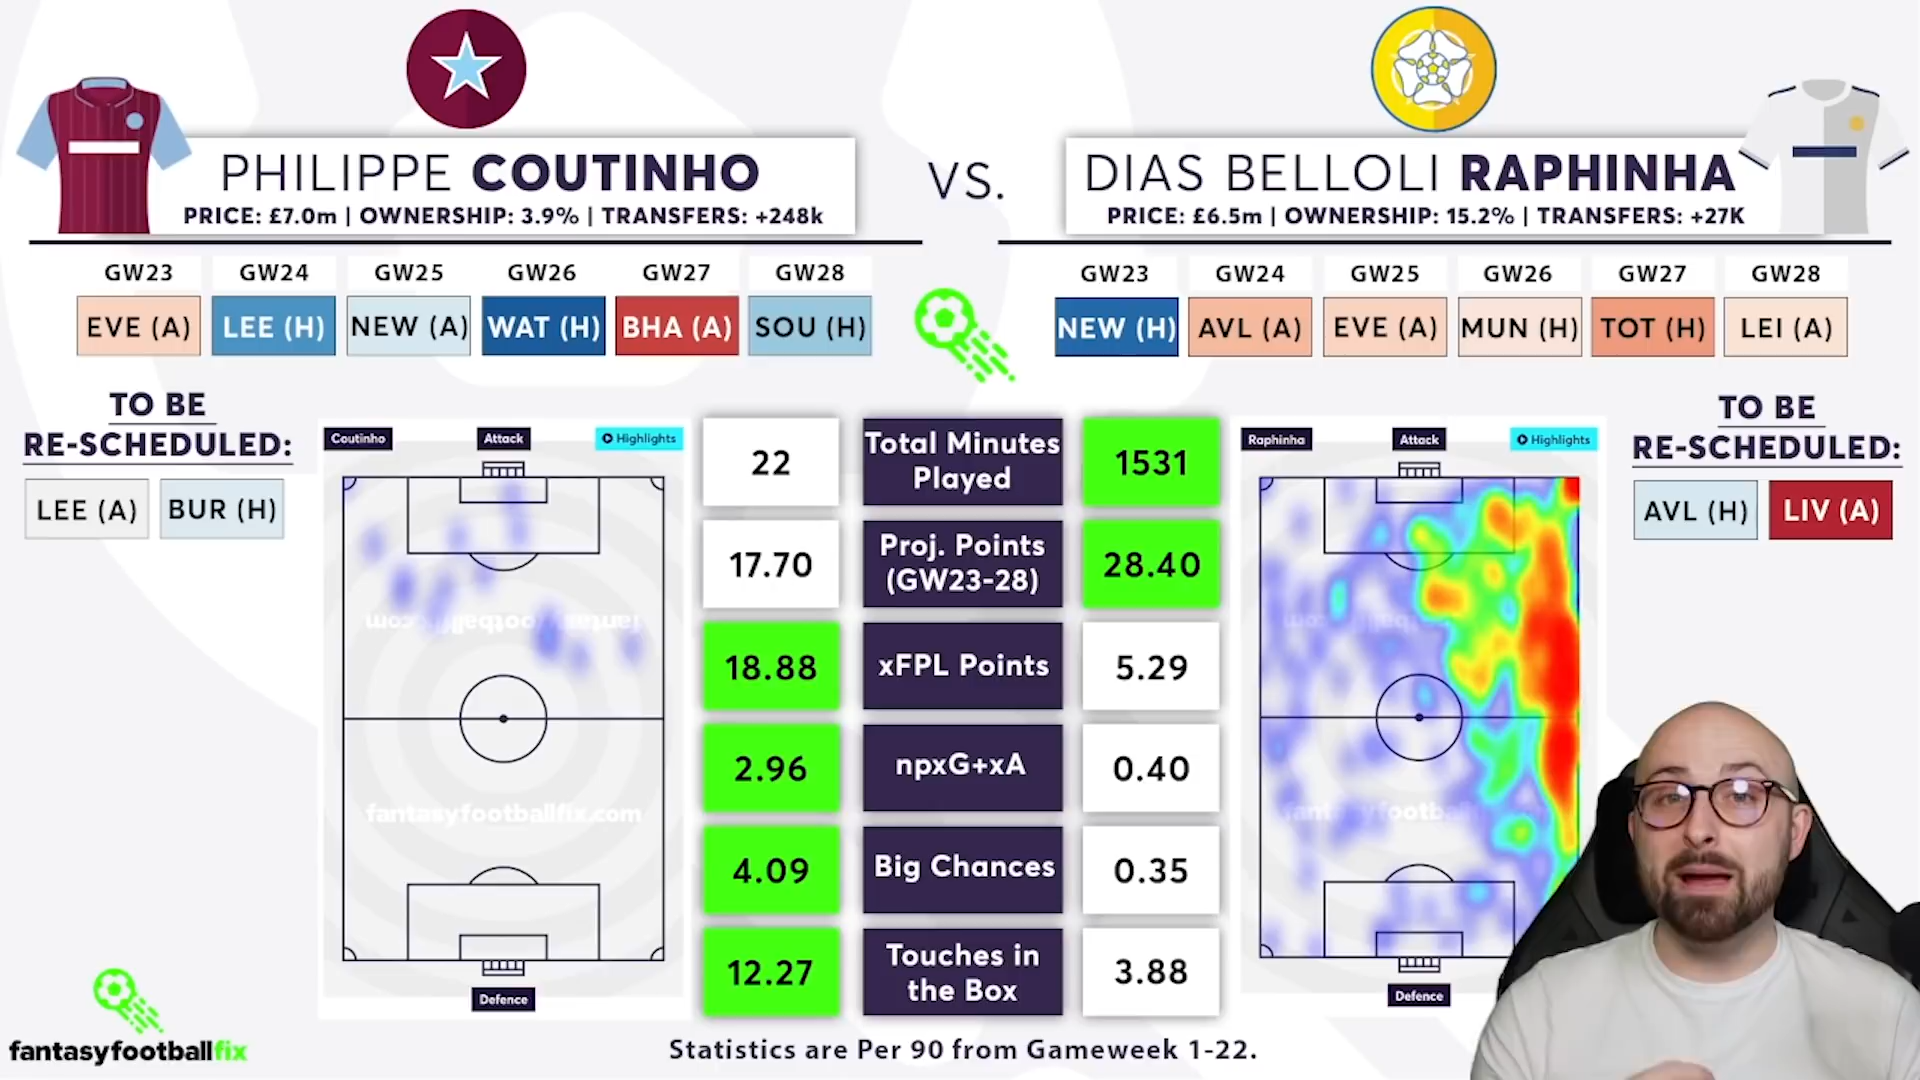 PHILIPPE COUTINHO
PRICE: £7.0m | OWNERSHIP: 3.9% | TRANSFERS: +248k
VS.
DIAS BELLOLI RAPHINHA
PRICE: £6.5m | OWNERSHIP: 15.2% | TRANSFERS: +27K
GW23 GW24 GW25 GW26 GW27 GW28
EVE (A) LEE (H) NEW (A) WAT (H) BHA (A) SOU (H)
GW23 GW24 GW25 GW26 GW27 GW28
NEW (H) AVL (A) EVE (A) MUN (H) TOT (H) LEI (A)
TO BE
RE-SCHEDULED:
LEE (A) BUR (H)
Coutinho Attack Highlights
fantasyfootballfix.com
Defence
22 Total Minutes Played 1531
17.70 Proj. Points (GW23-28) 28.40
18.88 xFPL Points 5.29
2.96 npxG+xA 0.40
4.09 Big Chances 0.35
12.27 Touches in the Box 3.88
Raphinha Attack Highlights
Defence
TO BE
RE-SCHEDULED:
AVL (H) LIV (A)
fantasyfootballfix
Statistics are Per 90 from Gameweek 1-22.